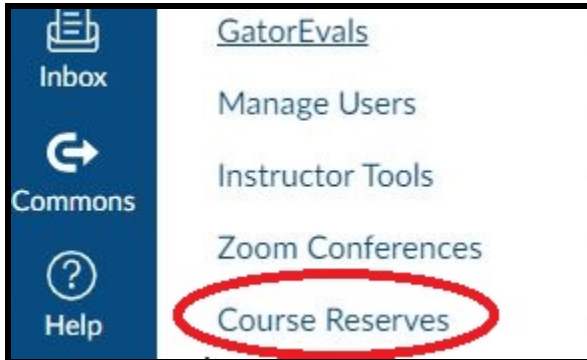 Inbox
Commons
Help
GatorEvals
Manage Users
Instructor Tools
Zoom Conferences
Course Reserves